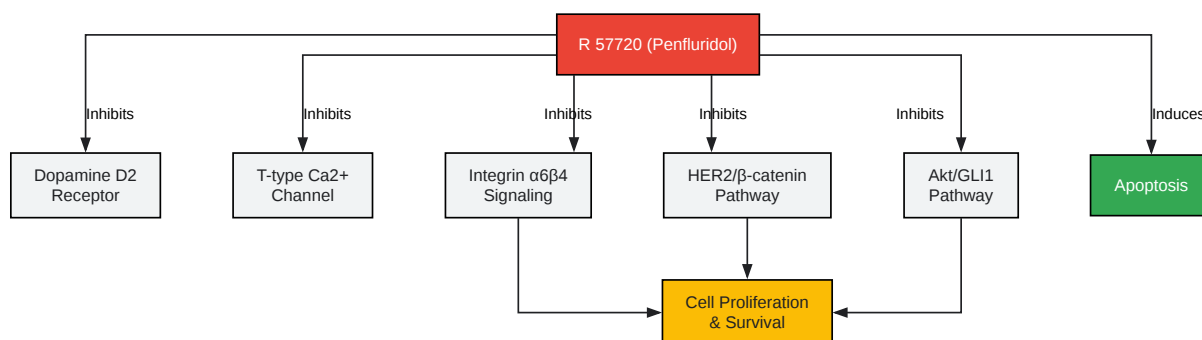 R 57720 (Penfluridol)
Inhibits
Inhibits
Inhibits
Inhibits
Inhibits
Induces
Dopamine D2
Receptor
T-type Ca2+
Channel
Integrin α6β4
Signaling
HER2/β-catenin
Pathway
Akt/GLI1
Pathway
Apoptosis
Cell Proliferation
& Survival